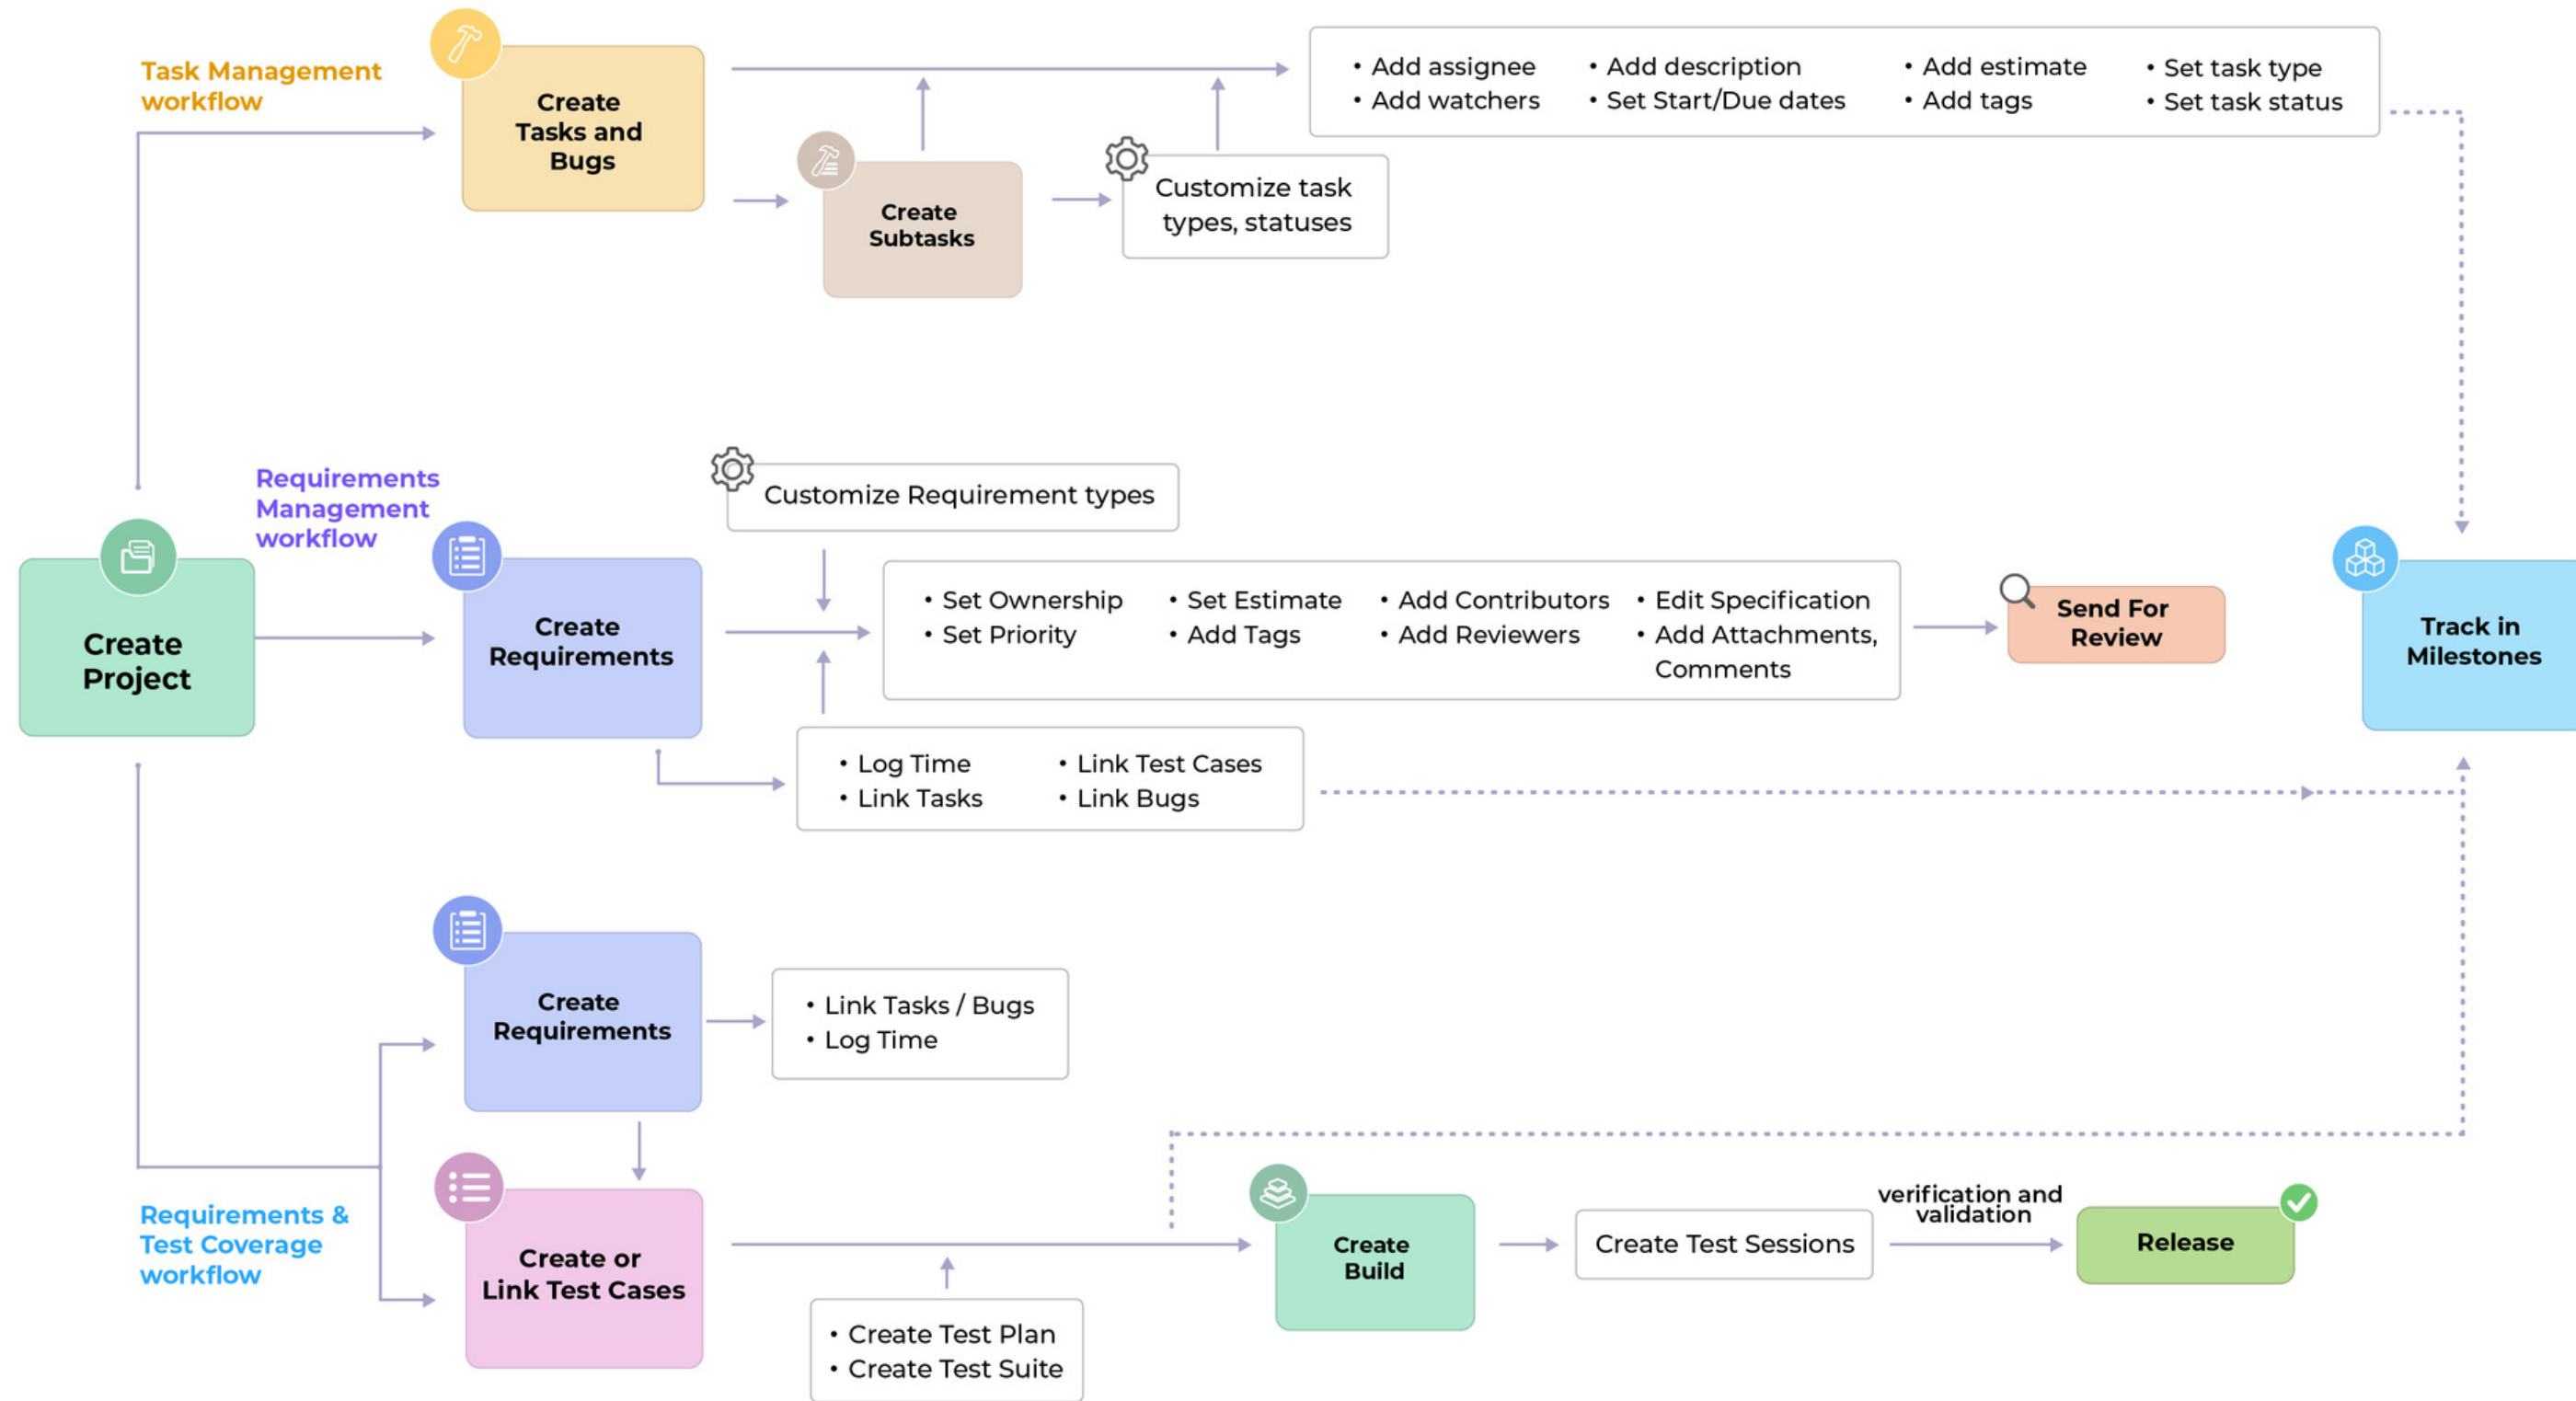 Task Management
workflow
Create
Tasks and
Bugs
• Add assignee
• Add watchers
• Add description
• Set Start/Due dates
• Add estimate
• Add tags
• Set task type
• Set task status
Create
Subtasks
Customize task
types, statuses
Requirements
Management
workflow
Customize Requirement types
Create
Project
Create
Requirements
• Set Ownership
• Set Priority
• Set Estimate
• Add Tags
• Add Contributors
• Add Reviewers
• Edit Specification
• Add Attachments,
Comments
Send For
Review
Track in
Milestones
• Log Time
• Link Tasks
• Link Test Cases
• Link Bugs
Create
Requirements
• Link Tasks / Bugs
• Log Time
Requirements &
Test Coverage
workflow
Create or
Link Test Cases
• Create Test Plan
• Create Test Suite
Create
Build
Create Test Sessions
verification and
validation
Release